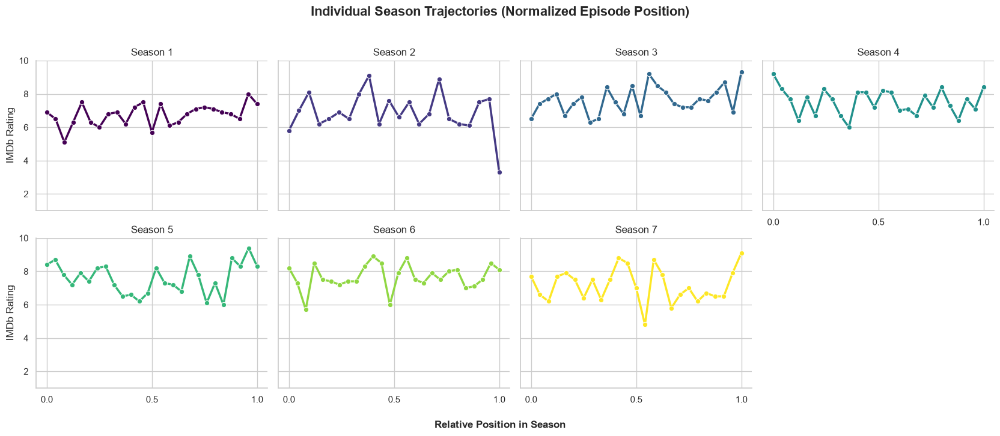 Individual Season Trajectories (Normalized Episode Position)
Season 1
Season 2
Season 3
Season 4
10
8
6
4
2
IMDb Rating
0.0 0.5 1.0
Season 5
Season 6
Season 7
10
8
6
4
2
IMDb Rating
0.0 0.5 1.0
0.0 0.5 1.0
0.0 0.5 1.0
Relative Position in Season